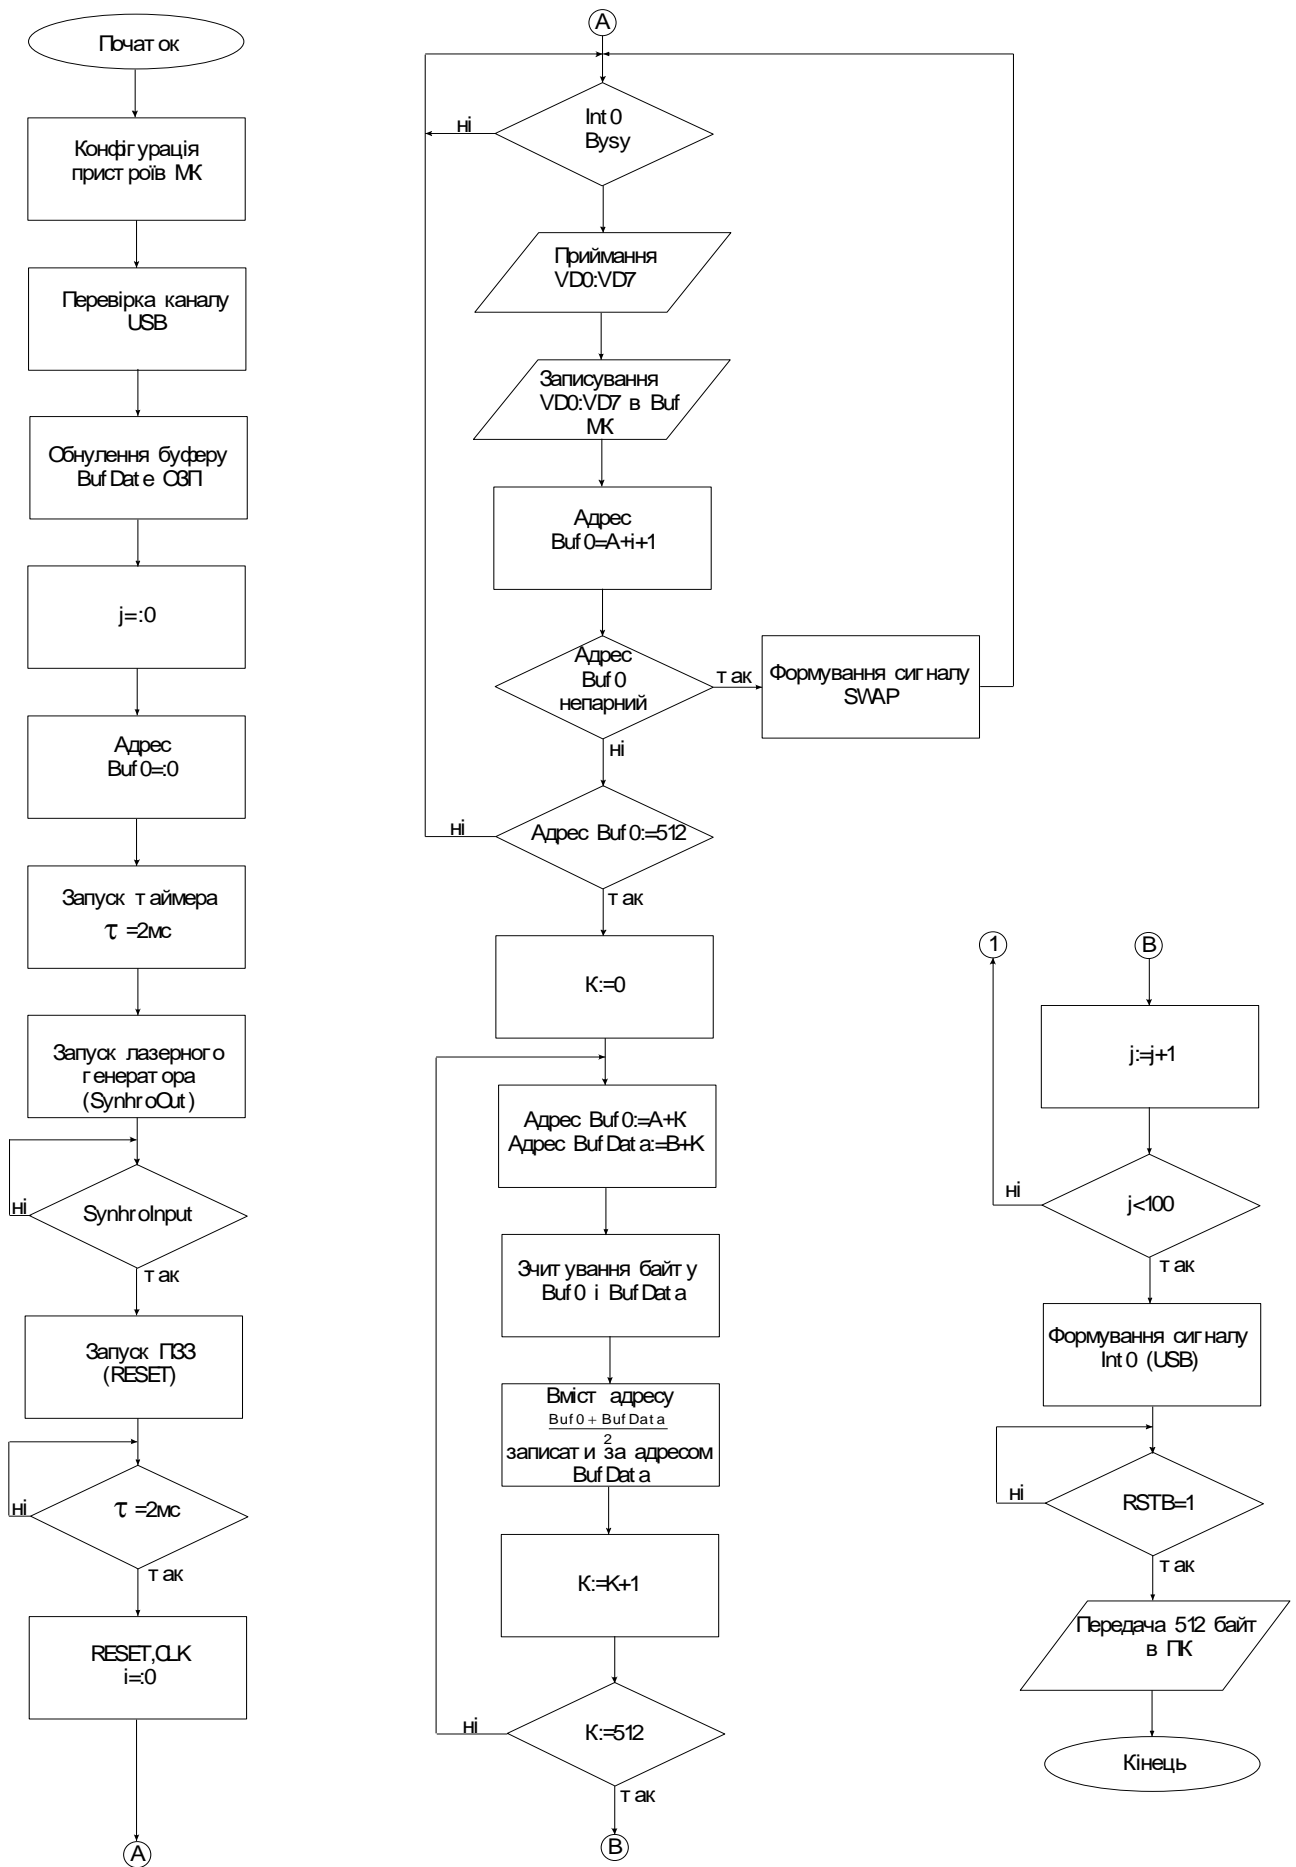 Початок
Конфігурація
пристроїв МК
Перевірка каналу
USB
Обнулення буферу
BufDate ОЗП
j=:0
Адрес
Buf0=:0
Запуск таймера
τ =2мс
Запуск лазерного
генератора
(SynhroOut)
SynhroInput
ні
так
Запуск ПЗЗ
(RESET)
τ =2мс
ні
так
RESET,CLK
i=:0
A
A
Int0
Bysy
ні
Приймання
VD0:VD7
Записування
VD0:VD7 в Buf
МК
Адрес
Buf0=A+i+1
Адрес
Buf0
непарний
так
Формування сигналу
SWAP
ні
Адрес Buf0:=512
ні
так
K:=0
Адрес Buf0:=A+K
Адрес BufData:=B+K
Зчитування байту
Buf0 і BufData
Вміст адресу
Buf0 + BufData
2
записати за адресом
BufData
K:=K+1
K:=512
ні
так
B
1
B
j:=j+1
j<100
ні
так
Формування сигналу
Int0 (USB)
RSTB=1
ні
так
Передача 512 байт
в ПК
Кінець